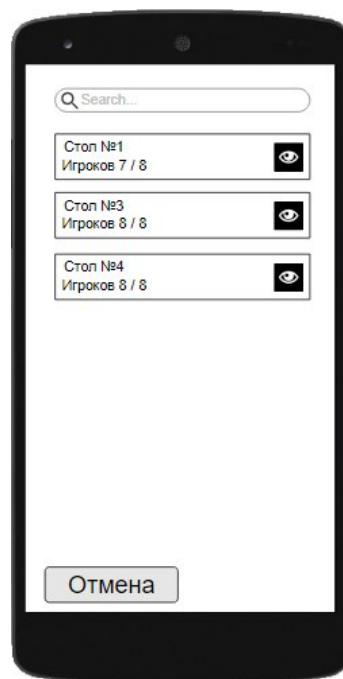 Search...
Стол №1
Игроков 7 / 8
Стол №3
Игроков 8 / 8
Стол №4
Игроков 8 / 8
Отмена